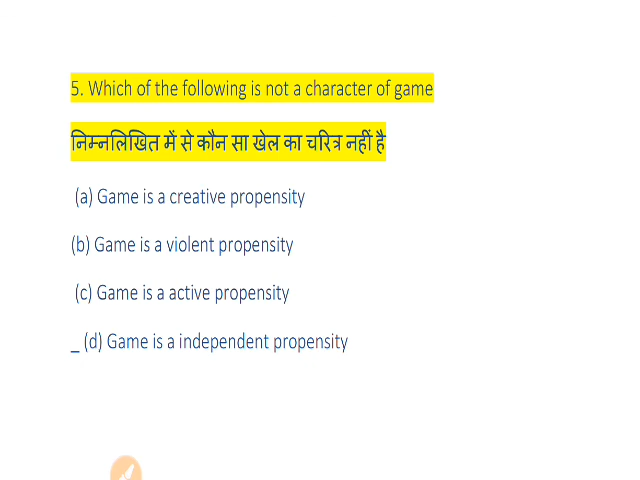 5. Which of the following is not a character of game
निम्नलिखित में से कौन सा खेल का चरित्र नहीं है
(a) Game is a creative propensity
(b) Game is a violent propensity
(c) Game is a active propensity
_ (d) Game is a independent propensity